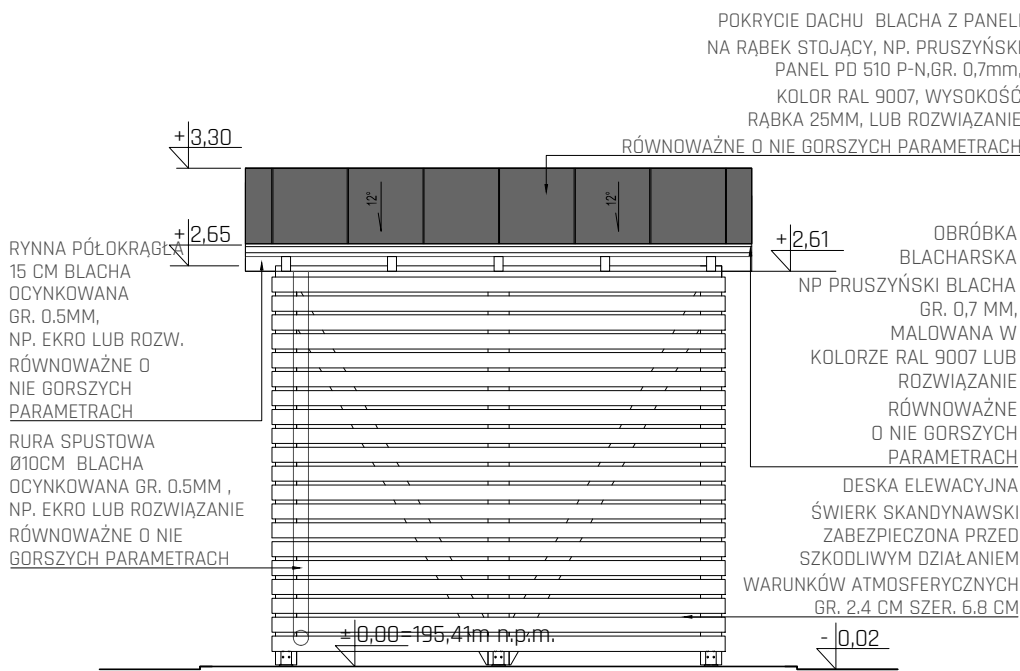 POKRYCIE DACHU BLACHA Z PANELI
NA RĄBEK STOJĄCY, NP. PRUSZYŃSKI
PANEL PD 510 P-N,GR. 0,7mm,
KOLOR RAL 9007, WYSOKOŚĆ
RĄBKA 25MM, LUB ROZWIĄZANIE
RÓWNOWAŻNE O NIE GORSZYCH PARAMETRACH
+3,30
12°
12°
+2,65
+2,61
RYNNA PÓŁOKRĄGŁA
15 CM BLACHA
OCYNKOWANA
GR. 0.5MM,
NP. EKRO LUB ROZW.
RÓWNOWAŻNE O
NIE GORSZYCH
PARAMETRACH
RURA SPUSTOWA
Ø10CM BLACHA
OCYNKOWANA GR. 0.5MM ,
NP. EKRO LUB ROZWIĄZANIE
RÓWNOWAŻNE O NIE
GORSZYCH PARAMETRACH
OBRÓBKA
BLACHARSKA
NP PRUSZYŃSKI BLACHA
GR. 0,7 MM,
MALOWANA W
KOLORZE RAL 9007 LUB
ROZWIĄZANIE
RÓWNOWAŻNE
O NIE GORSZYCH
PARAMETRACH
DESKA ELEWACYJNA
ŚWIERK SKANDYNAWSKI
ZABEZPIECZONA PRZED
SZKODLIWYM DZIAŁANIEM
WARUNKÓW ATMOSFERYCZNYCH
GR. 2.4 CM SZER. 6.8 CM
±0,00=195,41m n.p.m.
- 0,02